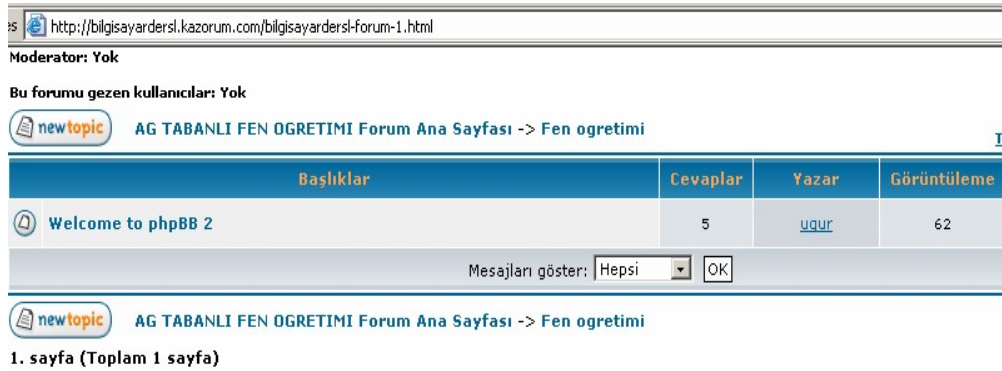 es http://bilgisayardersl.kazorum.com/bilgisayardersl-forum-1.html
Moderator: Yok
Bu forumu gezen kullanıcılar: Yok
newtopic AG TABANLI FEN OGRETIMI Forum Ana Sayfası -> Fen ogretimi
Başlıklar Cevaplar Yazar Görüntüleme
Welcome to phpBB 2 5 ugur 62
Mesajları göster: Hepsi OK
newtopic AG TABANLI FEN OGRETIMI Forum Ana Sayfası -> Fen ogretimi
1. sayfa (Toplam 1 sayfa)